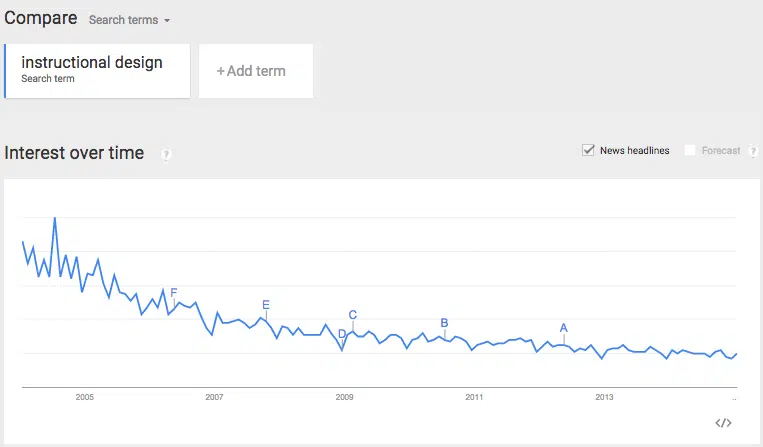 Compare Search terms
instructional design
Search term
+Add term
Interest over time ?
News headlines
Forecast ?
F
E
D
C
B
A
2005 2007 2009 2011 2013 ..
</>